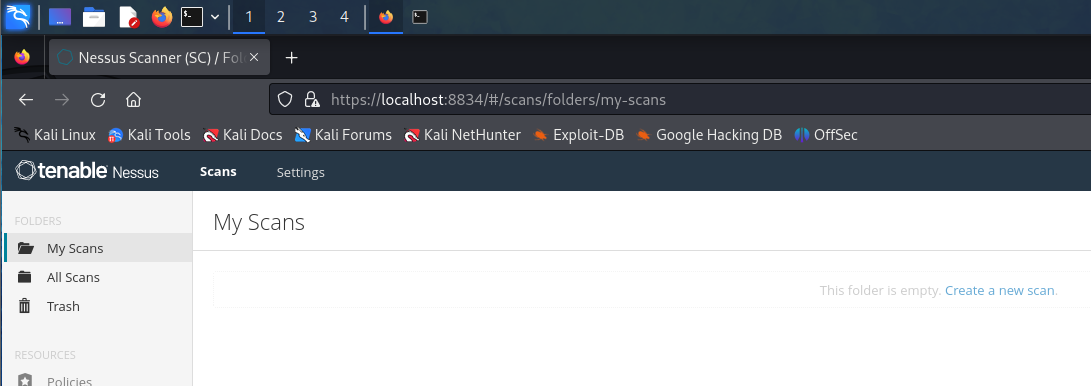 1 2 3 4
Nessus Scanner (SC) / Fol
https://localhost:8834/#/scans/folders/my-scans
Kali Linux Kali Tools Kali Docs Kali Forums Kali NetHunter Exploit-DB Google Hacking DB OffSec
tenable Nessus Scans Settings
FOLDERS
My Scans
My Scans
All Scans
This folder is empty. Create a new scan.
Trash
RESOURCES
Policies